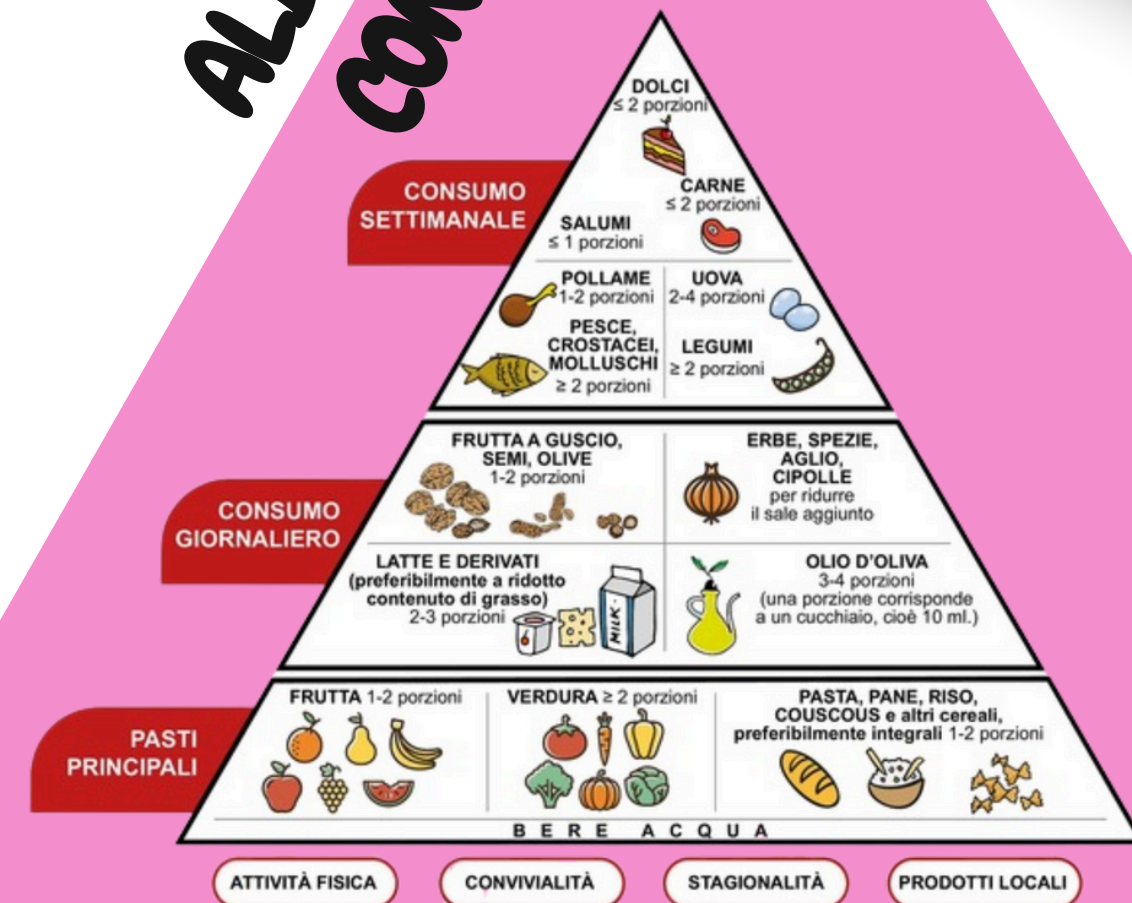 DOLCI
≤ 2 porzioni
CONSUMO
SETTIMANALE
CARNE
≤ 2 porzioni
SALUMI
≤ 1 porzioni
POLLAME
1-2 porzioni
UOVA
2-4 porzioni
PESCE,
CROSTACEI,
MOLLUSCHI
≥ 2 porzioni
LEGUMI
≥ 2 porzioni
CONSUMO
GIORNALIERO
FRUTTA A GUSCIO,
SEMI, OLIVE
1-2 porzioni
ERBE, SPEZIE,
AGLIO,
CIPOLLE
per ridurre
il sale aggiunto
LATTE E DERIVATI
(preferibilmente a ridotto
contenuto di grasso)
2-3 porzioni
MILK
OLIO D'OLIVA
3-4 porzioni
(una porzione corrisponde
a un cucchiaio, cioè 10 ml.)
PASTI
PRINCIPALI
FRUTTA 1-2 porzioni
VERDURA ≥ 2 porzioni
PASTA, PANE, RISO,
COUSCOUS e altri cereali,
preferibilmente integrali 1-2 porzioni
BERE ACQUA
ATTIVITÀ FISICA
CONVIVIALITÀ
STAGIONALITÀ
PRODOTTI LOCALI